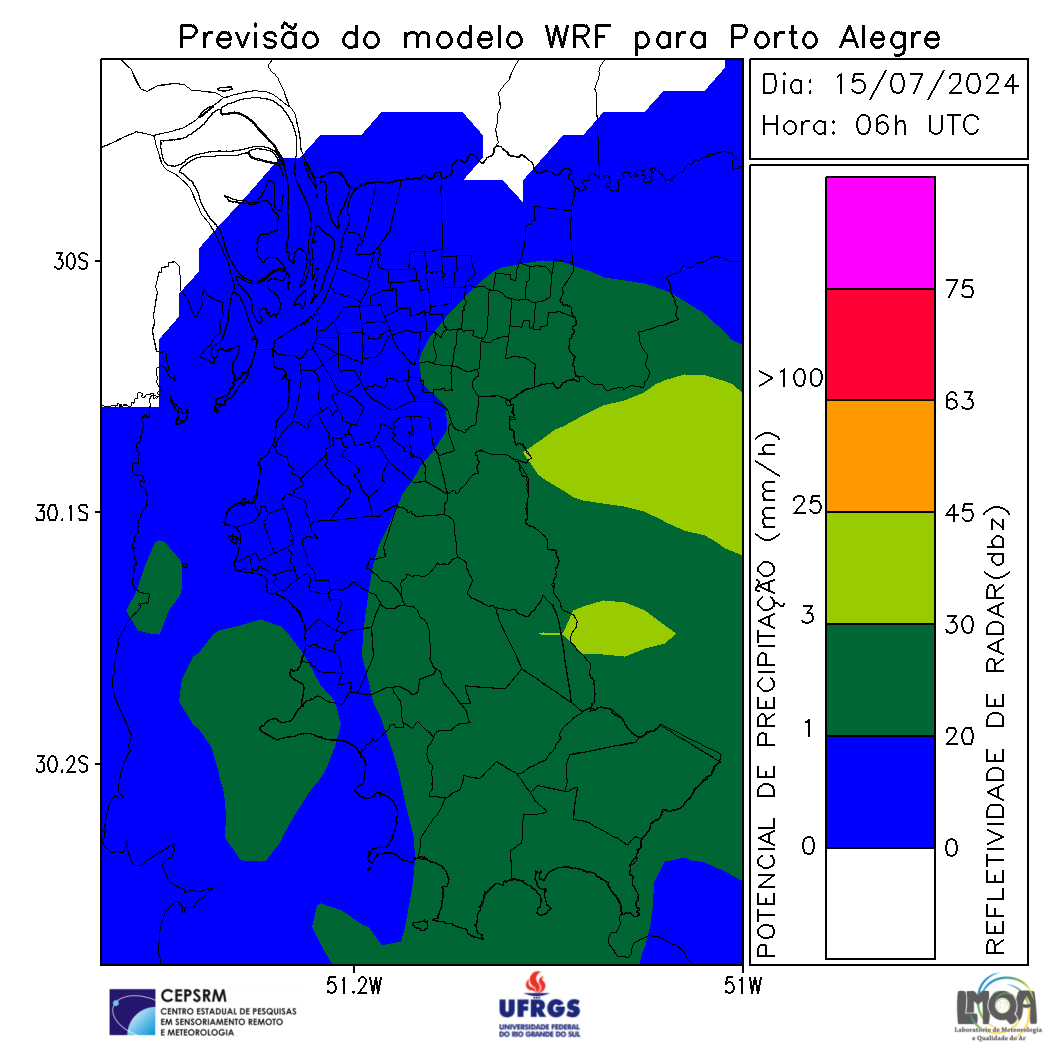 Previsão do modelo WRF para Porto Alegre
Dia: 15/07/2024
Hora: 06h UTC
30S
30.1S
30.2S
51.2W
51W
POTENCIAL DE PRECIPITAÇÃO (mm/h)
>100
25
3
1
0
75
63
45
30
20
0
REFLETIVIDADE DE RADAR(dbz)
CEPSRM
CENTRO ESTADUAL DE PESQUISAS
EM SENSORIAMENTO REMOTO
E METEOROLOGIA
UFRGS
UNIVERSIDADE FEDERAL
DO RIO GRANDE DO SUL
LMQA
Laboratório de Meteorologia
e Qualidade do Ar